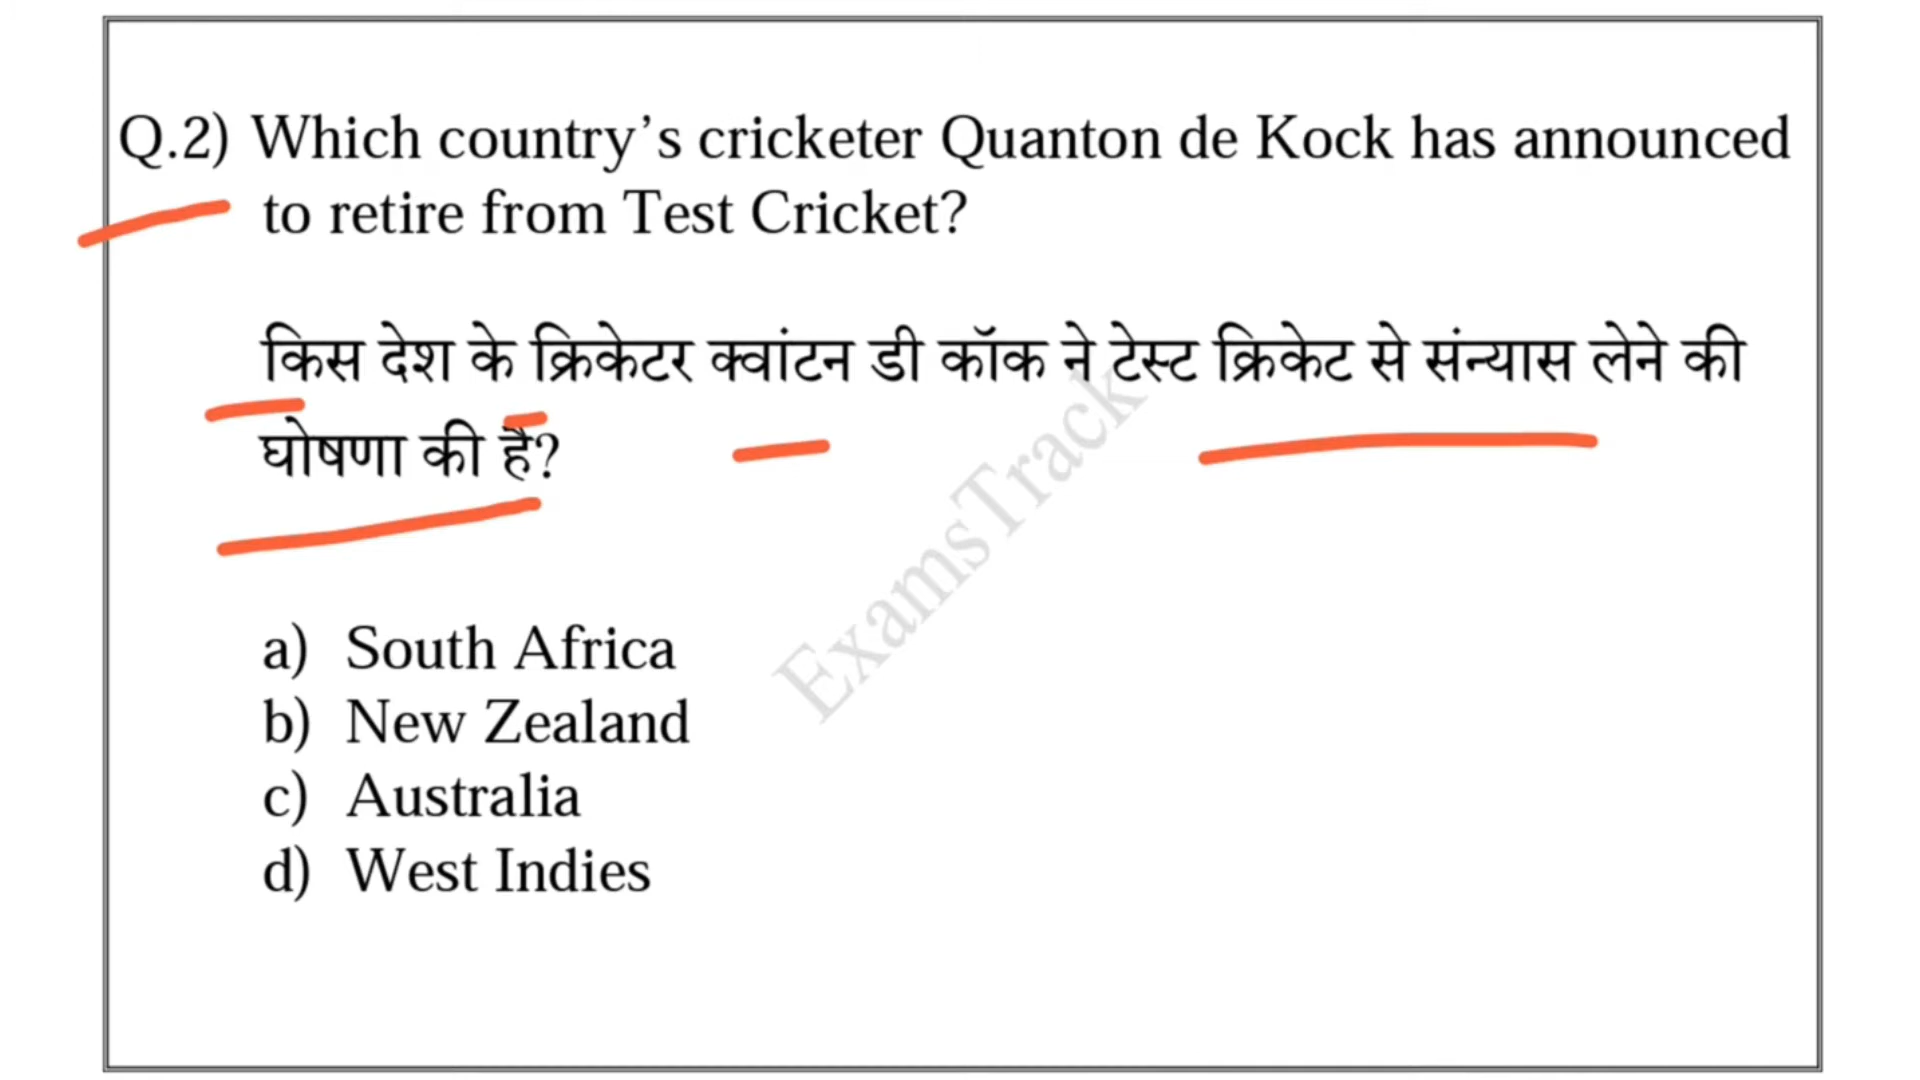 Q.2) Which country’s cricketer Quanton de Kock has announced
to retire from Test Cricket?
किस देश के क्रिकेटर क्वांटन डी कॉक ने टेस्ट क्रिकेट से संन्यास लेने की
घोषणा की है?
ExamsTrack
a) South Africa
b) New Zealand
c) Australia
d) West Indies